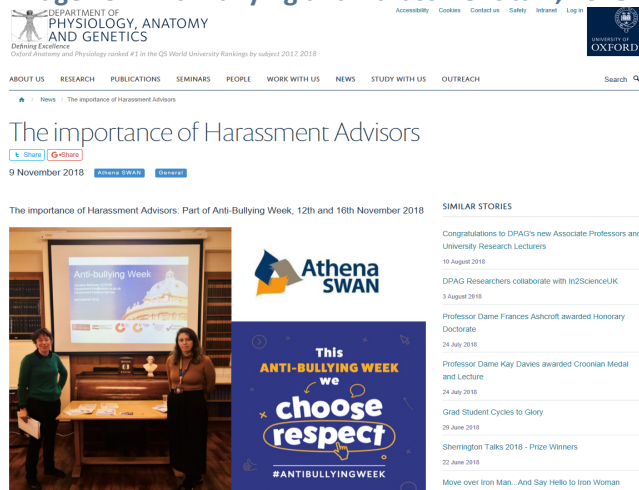 DEPARTMENT OF
PHYSIOLOGY, ANATOMY
AND GENETICS
Defining Excellence
Oxford Anatomy and Physiology ranked #1 in the QS World University Rankings by subject 2017, 2018
Accessibility Cookies Contact us Safety Intranet Log in
UNIVERSITY OF
OXFORD
ABOUT US RESEARCH PUBLICATIONS SEMINARS PEOPLE WORK WITH US NEWS STUDY WITH US OUTREACH Search
/ News / The importance of Harassment Advisors
The importance of Harassment Advisors
Share G+ Share
9 November 2018 Athena SWAN General
The importance of Harassment Advisors: Part of Anti-Bullying Week, 12th and 16th November 2018
Anti-bullying Week
Athena
SWAN
This
ANTI-BULLYING WEEK
we
choose
respect
#ANTIBULLYINGWEEK
SIMILAR STORIES
Congratulations to DPAG's new Associate Professors and
University Research Lecturers
10 August 2018
DPAG Researchers collaborate with In2ScienceUK
3 August 2018
Professor Dame Frances Ashcroft awarded Honorary
Doctorate
24 July 2018
Professor Dame Kay Davies awarded Croonian Medal
and Lecture
24 July 2018
Grad Student Cycles to Glory
29 June 2018
Sherrington Talks 2018 - Prize Winners
22 June 2018
Move over Iron Man...And Say Hello to Iron Woman